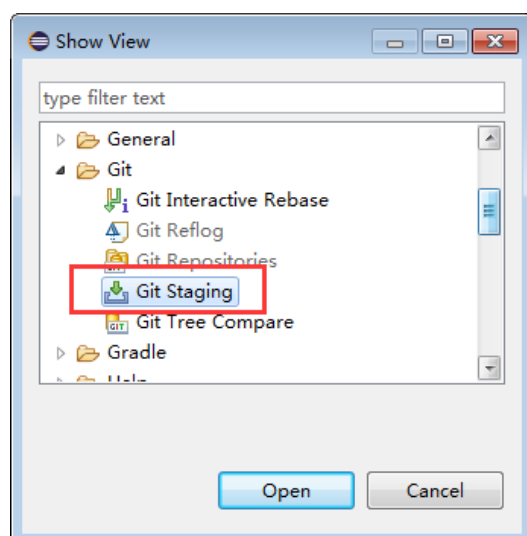 Show View
type filter text
General
Git
Git Interactive Rebase
Git Reflog
Git Repositories
Git Staging
Git Tree Compare
Gradle
Open
Cancel